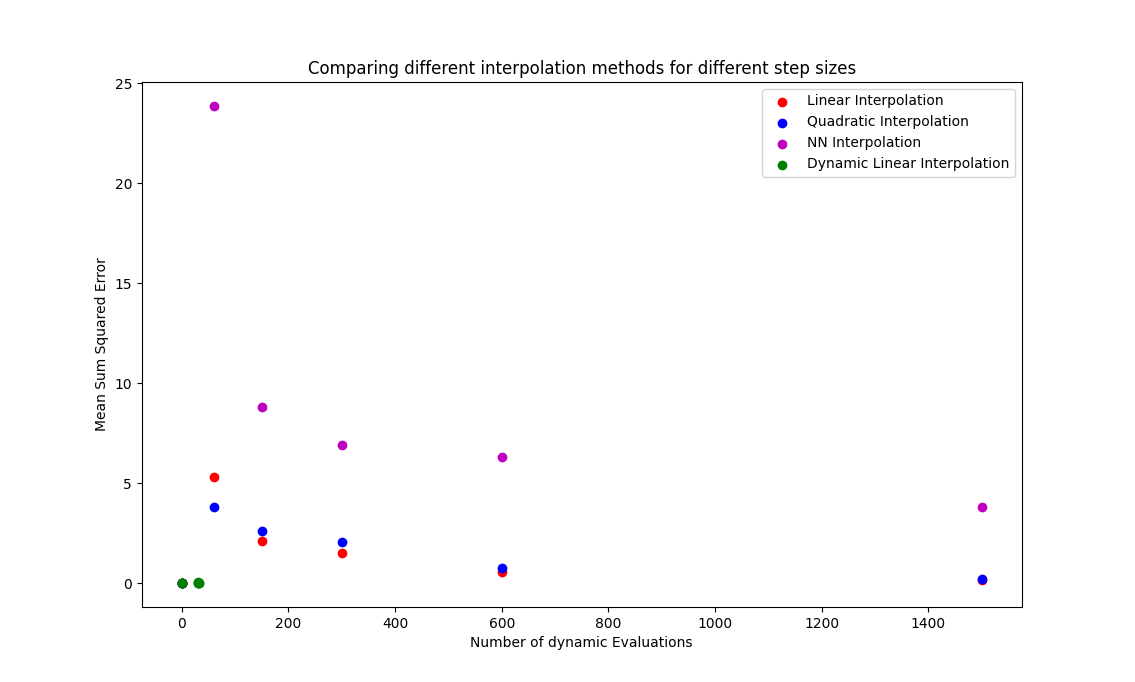 Comparing different interpolation methods for different step sizes
Linear Interpolation
Quadratic Interpolation
NN Interpolation
Dynamic Linear Interpolation
Mean Sum Squared Error
25
20
15
10
5
0
0 200 400 600 800 1000 1200 1400
Number of dynamic Evaluations